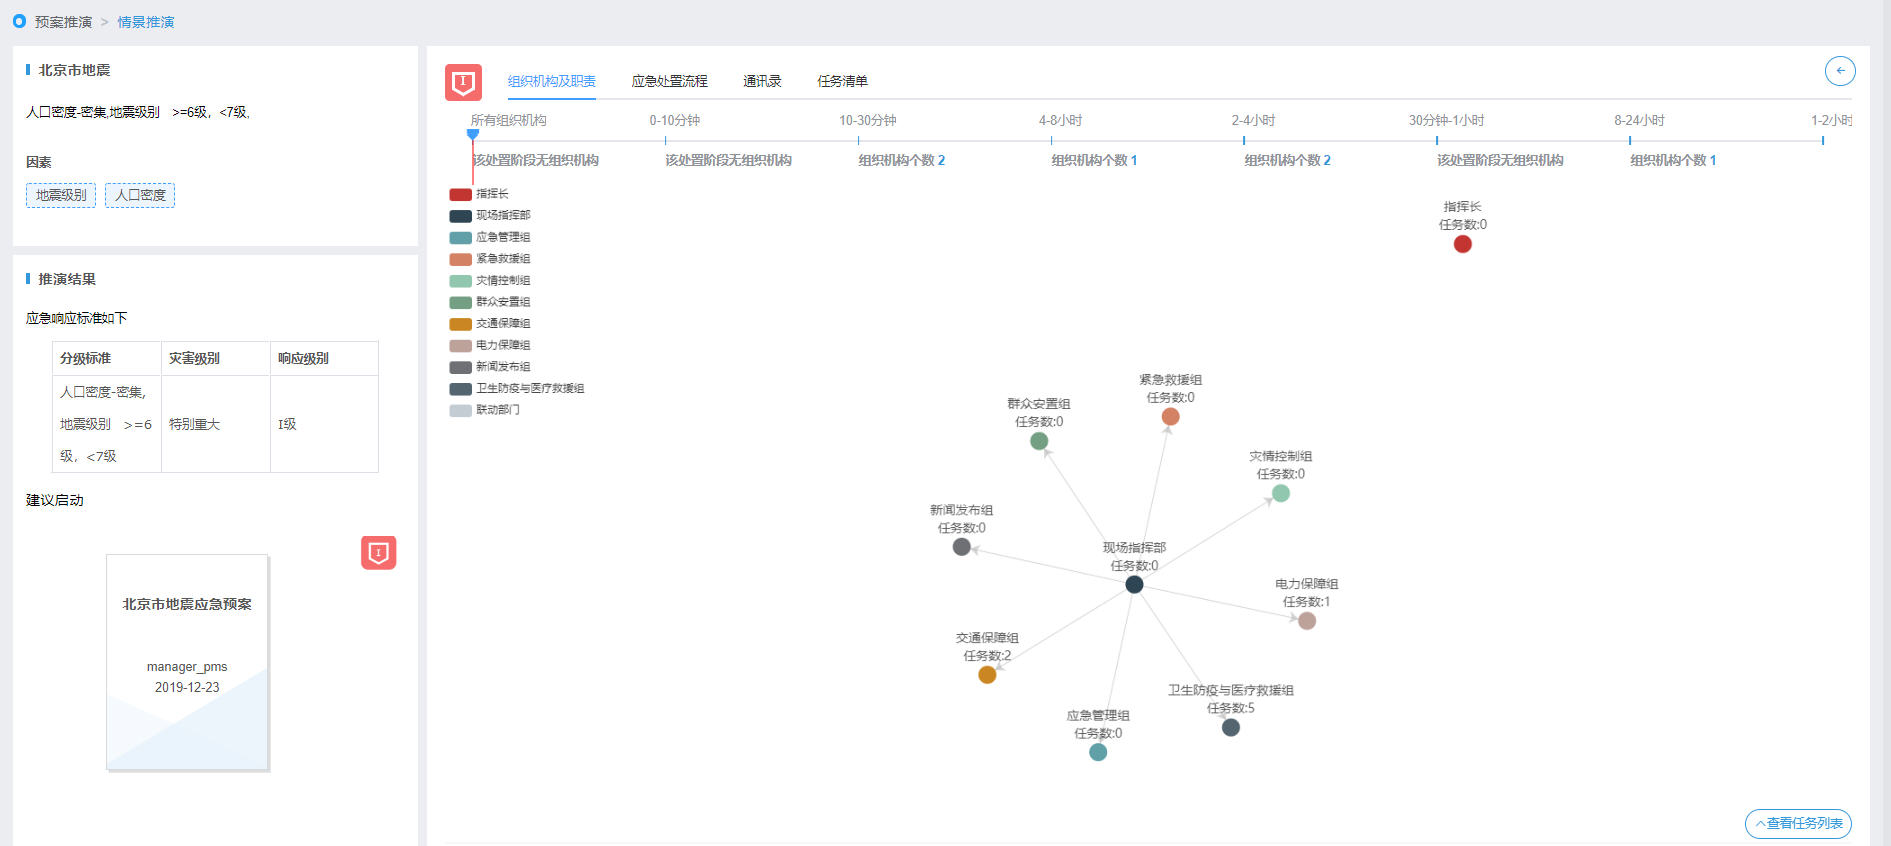 预案推演 > 情景推演
北京市地震
人口密度-密集,地震级别 >=6级，<7级,
因素
地震级别 人口密度
推演结果
应急响应标准如下
分级标准 灾害级别 响应级别
人口密度-密集,
地震级别 >=6
级，<7级
特别重大
I级
建议启动
I
北京市地震应急预案
manager_pms
2019-12-23
I
组织机构及职责 应急处置流程 通讯录 任务清单
所有组织机构 0-10分钟 10-30分钟 4-8小时 2-4小时 30分钟-1小时 8-24小时 1-2小时
该处置阶段无组织机构 该处置阶段无组织机构 组织机构个数 2 组织机构个数 1 组织机构个数 2 该处置阶段无组织机构 组织机构个数 1
指挥长
现场指挥部
应急管理组
紧急救援组
灾情控制组
群众安置组
交通保障组
电力保障组
新闻发布组
卫生防疫与医疗救援组
联动部门
指挥长
任务数:0
紧急救援组
任务数:0
群众安置组
任务数:0
灾情控制组
任务数:0
新闻发布组
任务数:0
现场指挥部
任务数:0
电力保障组
任务数:1
交通保障组
任务数:2
卫生防疫与医疗救援组
任务数:5
应急管理组
任务数:0
查看任务列表